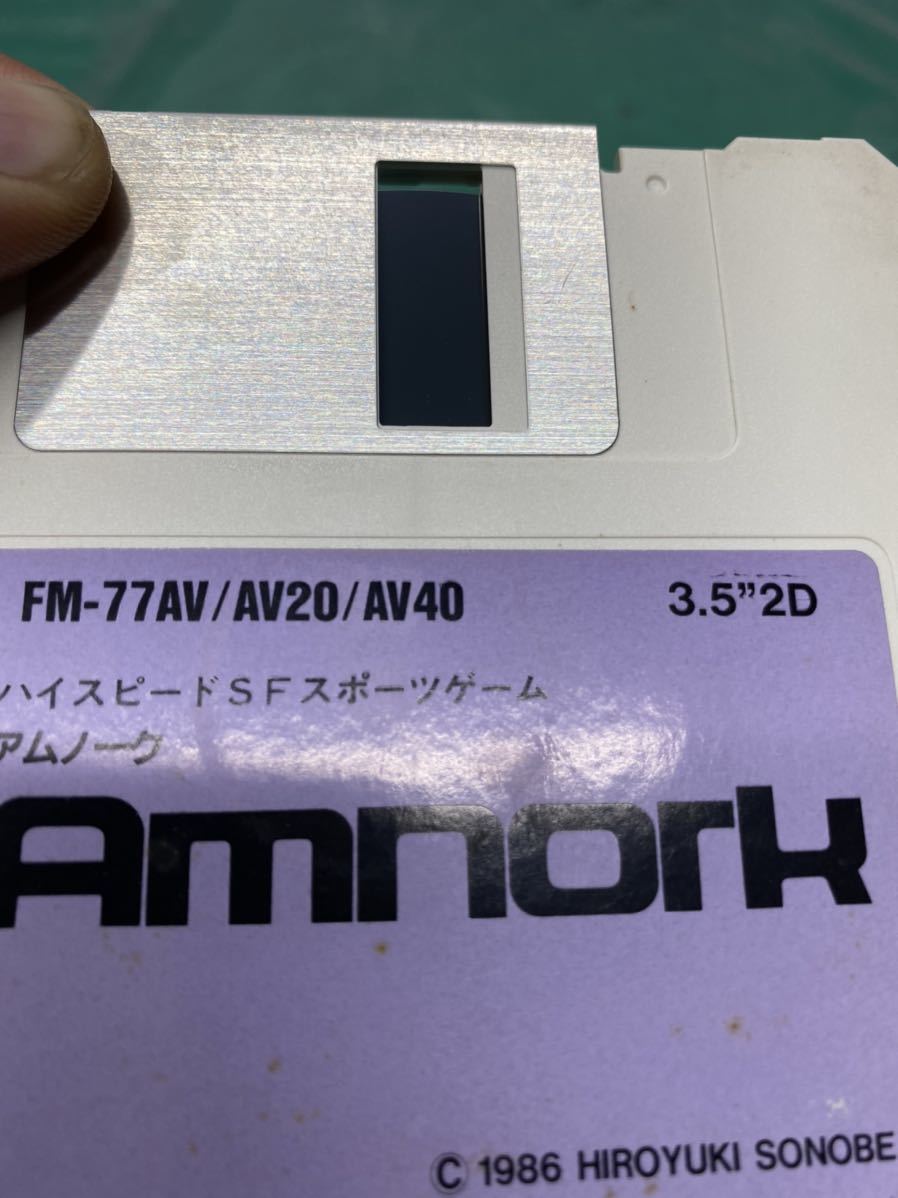 FM-77AV/AV20/AV40
3.5”2D
ハイスピードSFスポーツゲーム
アムノーク
Amnork
© 1986 HIROYUKI SONOBE